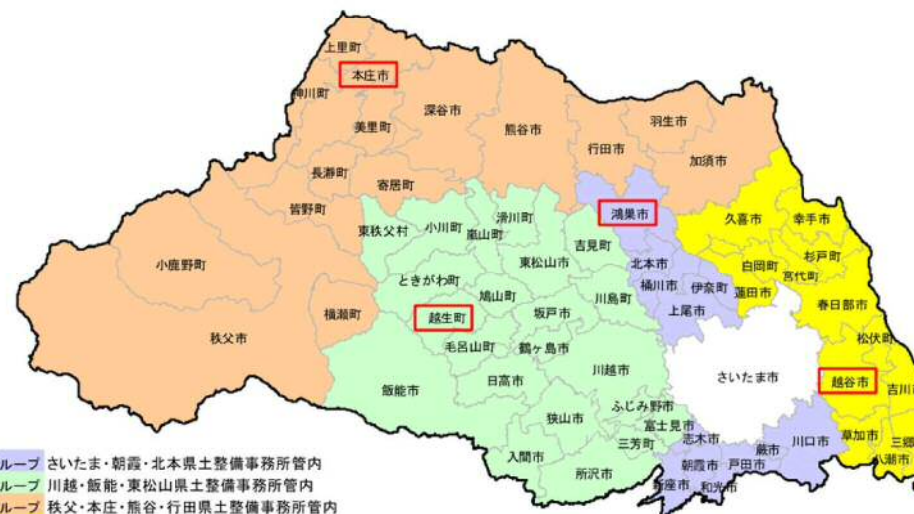 上里町
本庄市
神川町
深谷市
美里町
熊谷市
羽生市
行田市
加須市
長瀞町
寄居町
皆野町
鴻巣市
久喜市
幸手市
東秩父村
小川町
滑川町
嵐山町
吉見町
小鹿野町
東松山市
北本市
白岡町
杉戸町
宮代町
ときがわ町
桶川市
伊奈町
蓮田市
鳩山町
川島町
春日部市
横瀬町
越生町
坂戸市
上尾市
秩父市
毛呂山町
鶴ヶ島市
松伏町
川越市
さいたま市
越谷市
吉川
飯能市
日高市
ふじみ野市
狭山市
富士見市
草加市
三郷
三芳町
志木市
川口市
蕨市
入間市
八潮市
朝霞市
戸田市
所沢市
新座市
和光市
ループ さいたま・朝霞・北本県土整備事務所管内
ループ 川越・飯能・東松山県土整備事務所管内
ループ 秩父・本庄・熊谷・行田県土整備事務所管内